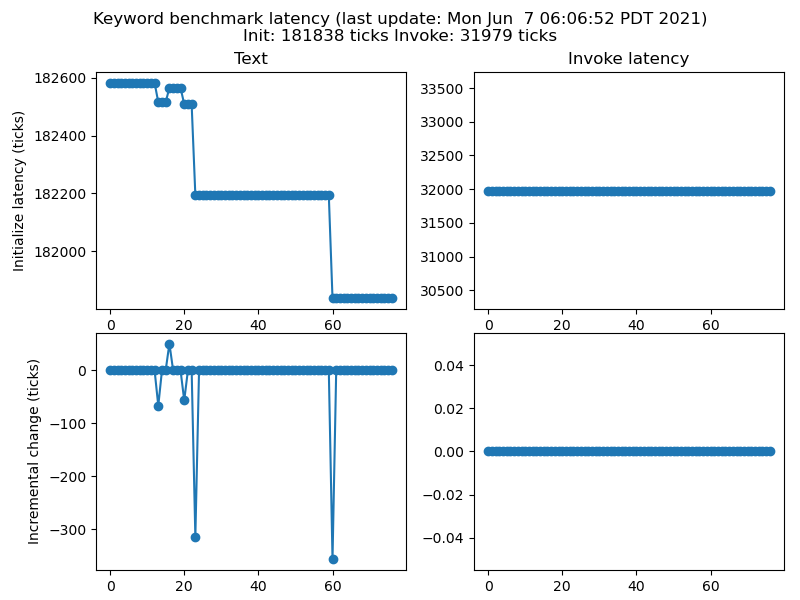 Keyword benchmark latency (last update: Mon Jun  7 06:06:52 PDT 2021)
Init: 181838 ticks Invoke: 31979 ticks
Text
Invoke latency
Initialize latency (ticks)
182600
182400
182200
182000
0 20 40 60
33500
33000
32500
32000
31500
31000
30500
0 20 40 60
Incremental change (ticks)
0
−100
−200
−300
0 20 40 60
0.04
0.02
0.00
−0.02
−0.04
0 20 40 60